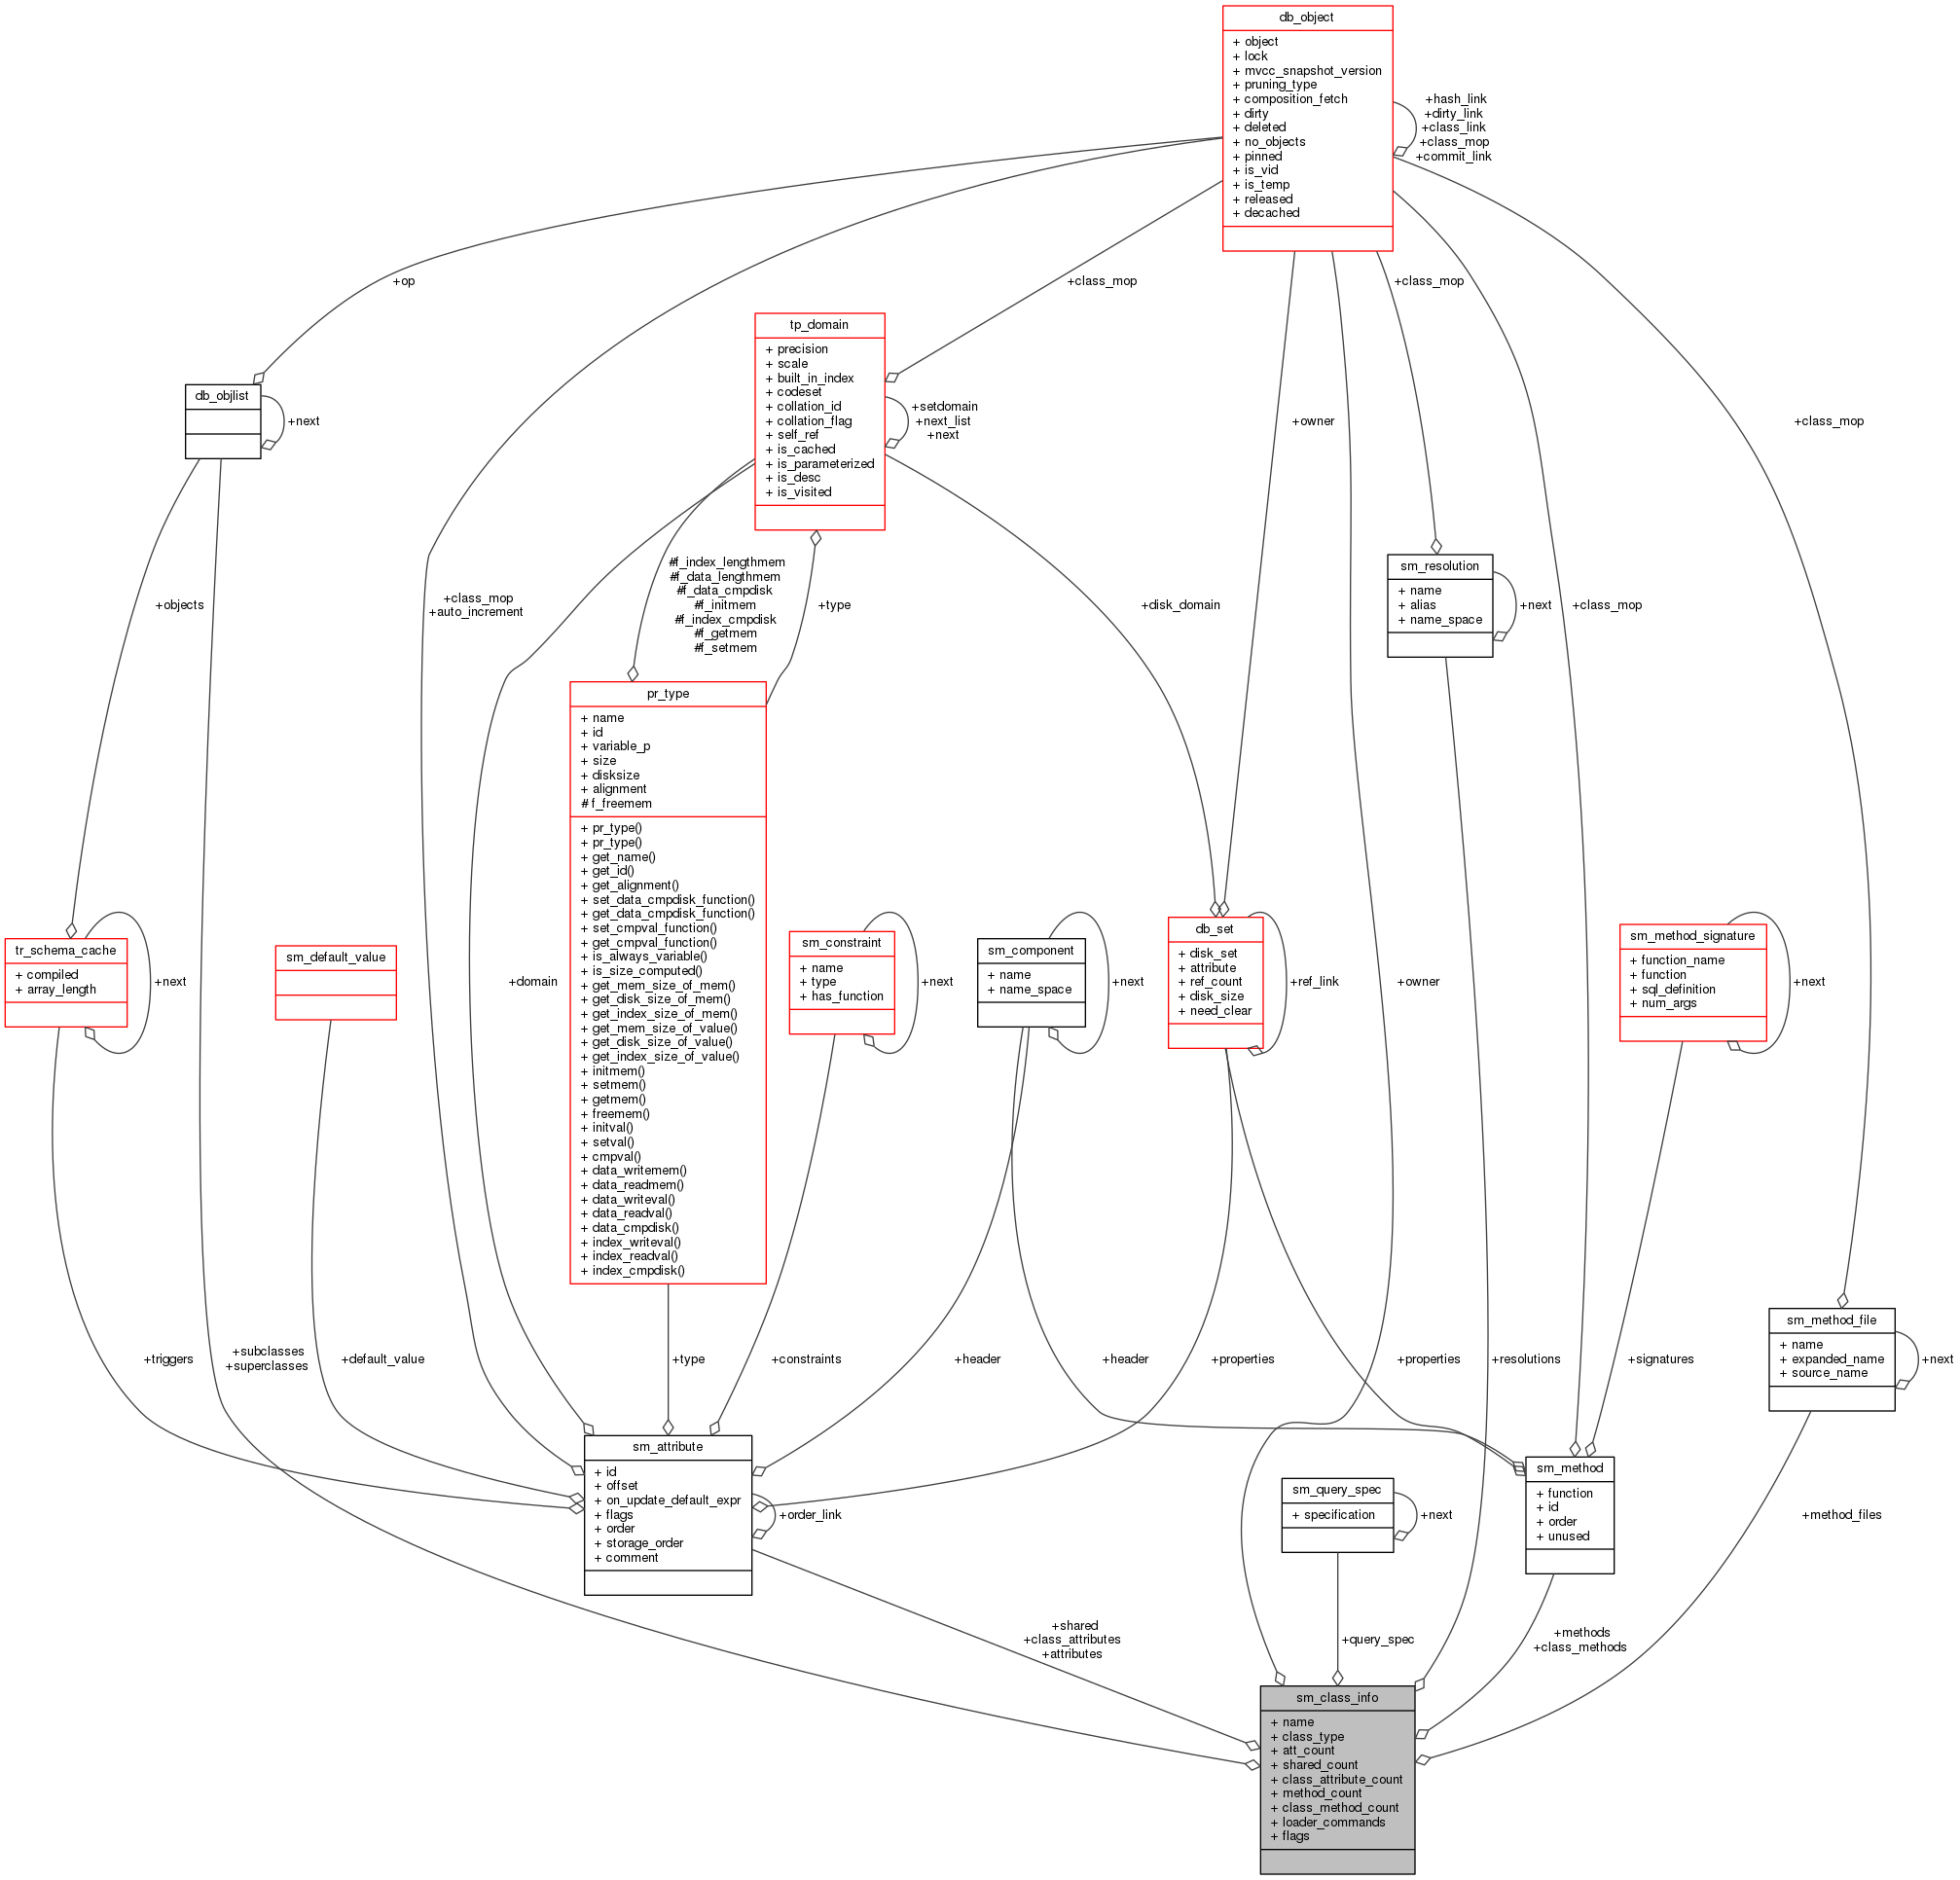 db_object
+ object
+ lock
+ mvcc_snapshot_version
+ pruning_type
+ composition_fetch
+ dirty
+ deleted
+ no_objects
+ pinned
+ is_vid
+ is_temp
+ released
+ decached
+hash_link
+dirty_link
+class_link
+class_mop
+commit_link
+op
+class_mop
+class_mop
tp_domain
+ precision
+ scale
+ built_in_index
+ codeset
+ collation_id
+ collation_flag
+ self_ref
+ is_cached
+ is_parameterized
+ is_desc
+ is_visited
+setdomain
+next_list
+next
db_objlist
+next
+owner
+class_mop
#f_index_lengthmem
#f_data_lengthmem
#f_data_cmpdisk
#f_initmem
#f_index_cmpdisk
#f_getmem
#f_setmem
+type
+objects
+class_mop
+auto_increment
+disk_domain
sm_resolution
+ name
+ alias
+ name_space
+next
+class_mop
pr_type
+ name
+ id
+ variable_p
+ size
+ disksize
+ alignment
# f_freemem
+ pr_type()
+ pr_type()
+ get_name()
+ get_id()
+ get_alignment()
+ set_data_cmpdisk_function()
+ get_data_cmpdisk_function()
+ set_cmpval_function()
+ get_cmpval_function()
+ is_always_variable()
+ is_size_computed()
+ get_mem_size_of_mem()
+ get_disk_size_of_mem()
+ get_index_size_of_mem()
+ get_mem_size_of_value()
+ get_disk_size_of_value()
+ get_index_size_of_value()
+ initmem()
+ setmem()
+ getmem()
+ freemem()
+ initval()
+ setval()
+ cmpval()
+ data_writemem()
+ data_readmem()
+ data_writeval()
+ data_readval()
+ data_cmpdisk()
+ index_writeval()
+ index_readval()
+ index_cmpdisk()
tr_schema_cache
+ compiled
+ array_length
+next
sm_default_value
+domain
sm_constraint
+ name
+ type
+ has_function
+next
sm_component
+ name
+ name_space
+next
db_set
+ disk_set
+ attribute
+ ref_count
+ disk_size
+ need_clear
+ref_link
+owner
sm_method_signature
+ function_name
+ function
+ sql_definition
+ num_args
+next
+triggers
+subclasses
+superclasses
+default_value
+type
+constraints
+header
+header
+properties
+properties
+resolutions
+signatures
sm_method_file
+ name
+ expanded_name
+ source_name
+next
sm_attribute
+ id
+ offset
+ on_update_default_expr
+ flags
+ order
+ storage_order
+ comment
+order_link
sm_query_spec
+ specification
+next
sm_method
+ function
+ id
+ order
+ unused
+method_files
+shared
+class_attributes
+attributes
+query_spec
+methods
+class_methods
sm_class_info
+ name
+ class_type
+ att_count
+ shared_count
+ class_attribute_count
+ method_count
+ class_method_count
+ loader_commands
+ flags